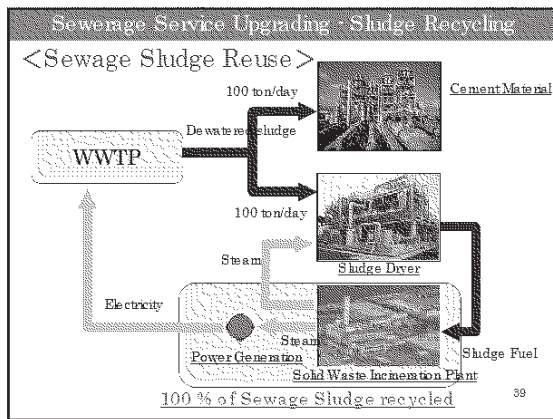 Sewerage Service Upgrading - Sludge Recycling
<Sewage Sludge Reuse>
100 ton/day
Cement Material
Dewatered sludge
WWTP
100 ton/day
Steam
Sludge Dryer
Electricity
Steam
Power Generation
Sludge Fuel
Solid Waste Incineration Plant
100 % of Sewage Sludge recycled
39